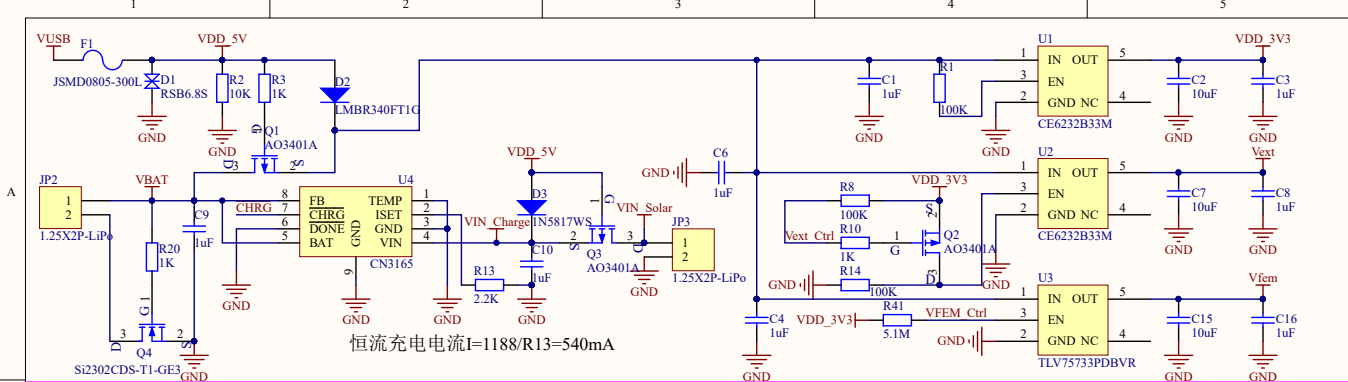 1 2 3 4 5
A
VUSB
F1
JSMD0805-300L
D1
RSB6.8S
GND
VDD_5V
R2
10K
GND
R3
1K
D2
LMBR340FT1G
Q1
AO3401A
G
D
S
3
2
JP2
1
2
1.25X2P-LiPo
VBAT
R20
1K
C9
1uF
G
1
D
3
2
S
Q4
Si2302CDS-T1-GE3
GND
CHRG
GND
U4
8 FB
7 CHRG
6 DONE
5 BAT
GND
9
TEMP 1
ISET 2
GND 3
VIN 4
CN3165
GND
GND
R13
2.2K
VIN_Charge
VDD_5V
D3
1N5817WS
C10
1uF
GND
G
1
2
S
3
D
Q3
AO3401A
VIN_Solar
JP3
1
2
1.25X2P-LiPo
GND
恒流充电电流I=1188/R13=540mA
GND
C6
1uF
C4
1uF
GND
C1
1uF
GND
R1
100K
GND
U1
1 IN OUT 5
3 EN
2 GND NC 4
CE6232B33M
C2
10uF
GND
VDD_3V3
C3
1uF
GND
R8
100K
Vext_Ctrl
R10
1K
GND
R14
100K
VDD_3V3
S
2
1
G
3
D
Q2
AO3401A
GND
U2
1 IN OUT 5
3 EN
2 GND NC 4
CE6232B33M
C7
10uF
GND
Vext
C8
1uF
GND
VDD_3V3
R41
5.1M
VFEM_Ctrl
GND
U3
1 IN OUT 5
3 EN
2 GND NC 4
TLV75733PDBVR
C15
10uF
GND
Vfem
C16
1uF
GND